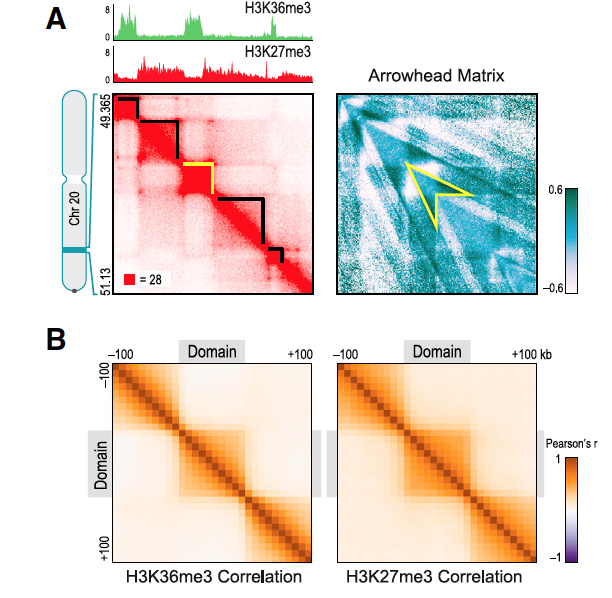 A
8
H3K36me3
0
8
H3K27me3
0
Arrowhead Matrix
49.365
Chr 20
51.13
= 28
0.6
–0.6
B
–100
Domain
+100
–100
Domain
+100 kb
–100
Domain
+100
Pearson's r
1
0
–1
H3K36me3 Correlation
H3K27me3 Correlation